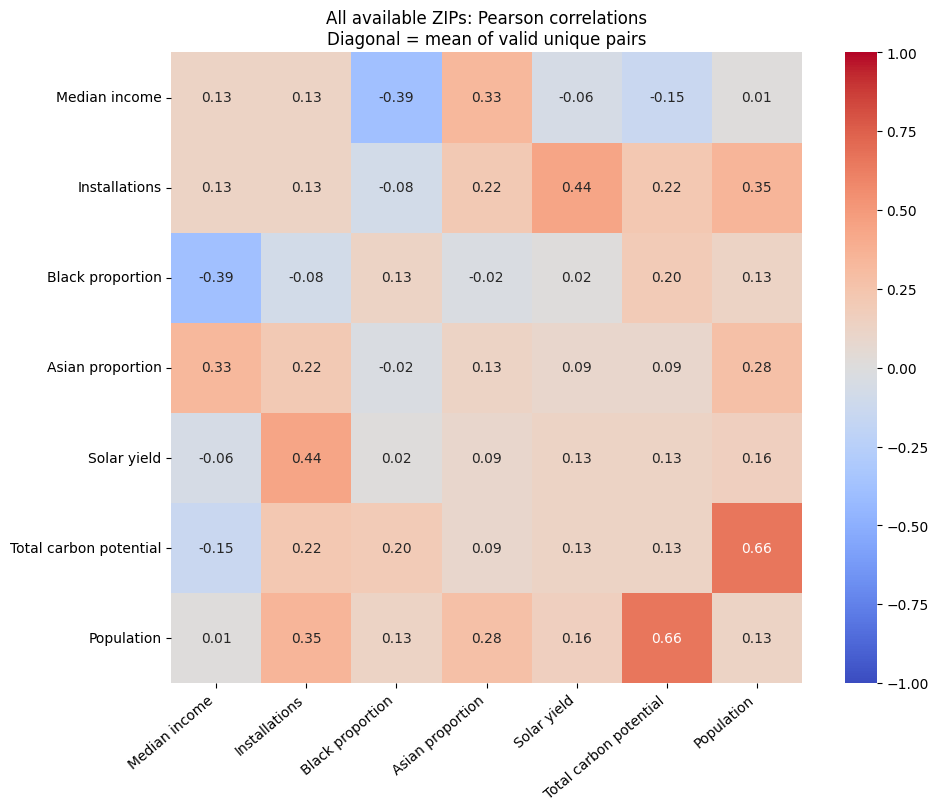 All available ZIPs: Pearson correlations
Diagonal = mean of valid unique pairs
Median income 0.13 0.13 -0.39 0.33 -0.06 -0.15 0.01
Installations 0.13 0.13 -0.08 0.22 0.44 0.22 0.35
Black proportion -0.39 -0.08 0.13 -0.02 0.02 0.20 0.13
Asian proportion 0.33 0.22 -0.02 0.13 0.09 0.09 0.28
Solar yield -0.06 0.44 0.02 0.09 0.13 0.13 0.16
Total carbon potential -0.15 0.22 0.20 0.09 0.13 0.13 0.66
Population 0.01 0.35 0.13 0.28 0.16 0.66 0.13
Median income
Installations
Black proportion
Asian proportion
Solar yield
Total carbon potential
Population
1.00
0.75
0.50
0.25
0.00
−0.25
−0.50
−0.75
−1.00